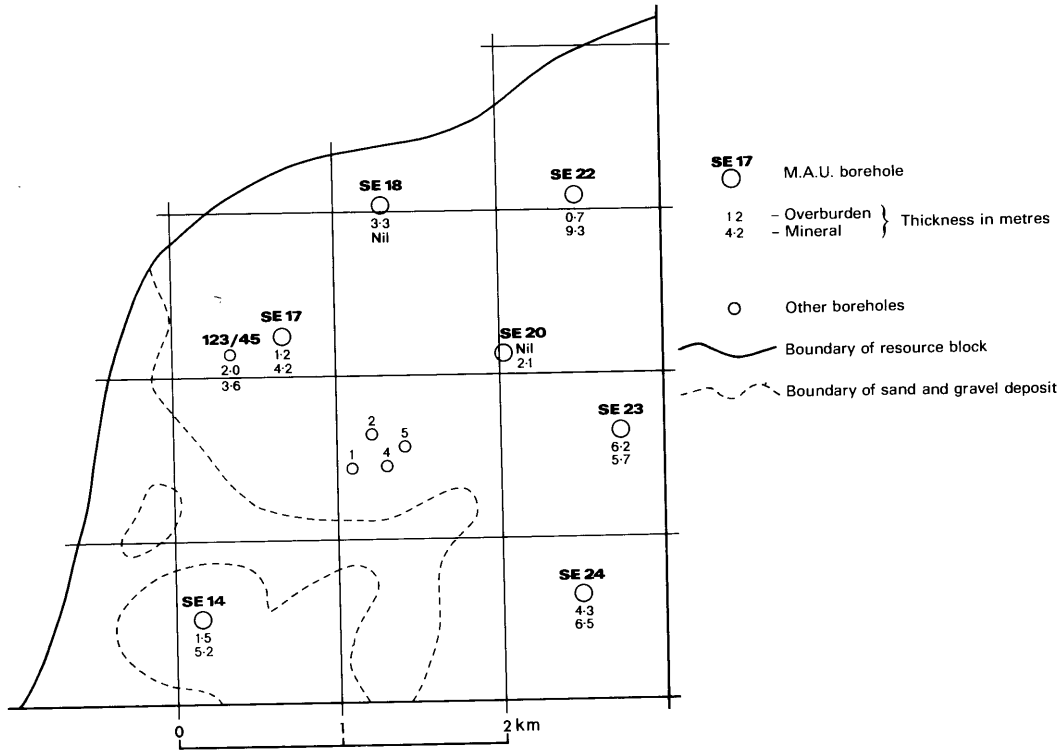 SE 18
3·3
Nil
SE 22
0·7
9·3
SE 17
1·2
4·2
123/45
2·0
3·6
SE 20
Nil
2·1
SE 23
6·2
5·7
2
5
1
4
SE 14
1·5
5·2
SE 24
4·3
6·5
0
1
2 km
SE 17
M.A.U. borehole
1 2 – Overburden
4·2 – Mineral
Thickness in metres
Other boreholes
Boundary of resource block
Boundary of sand and gravel deposit